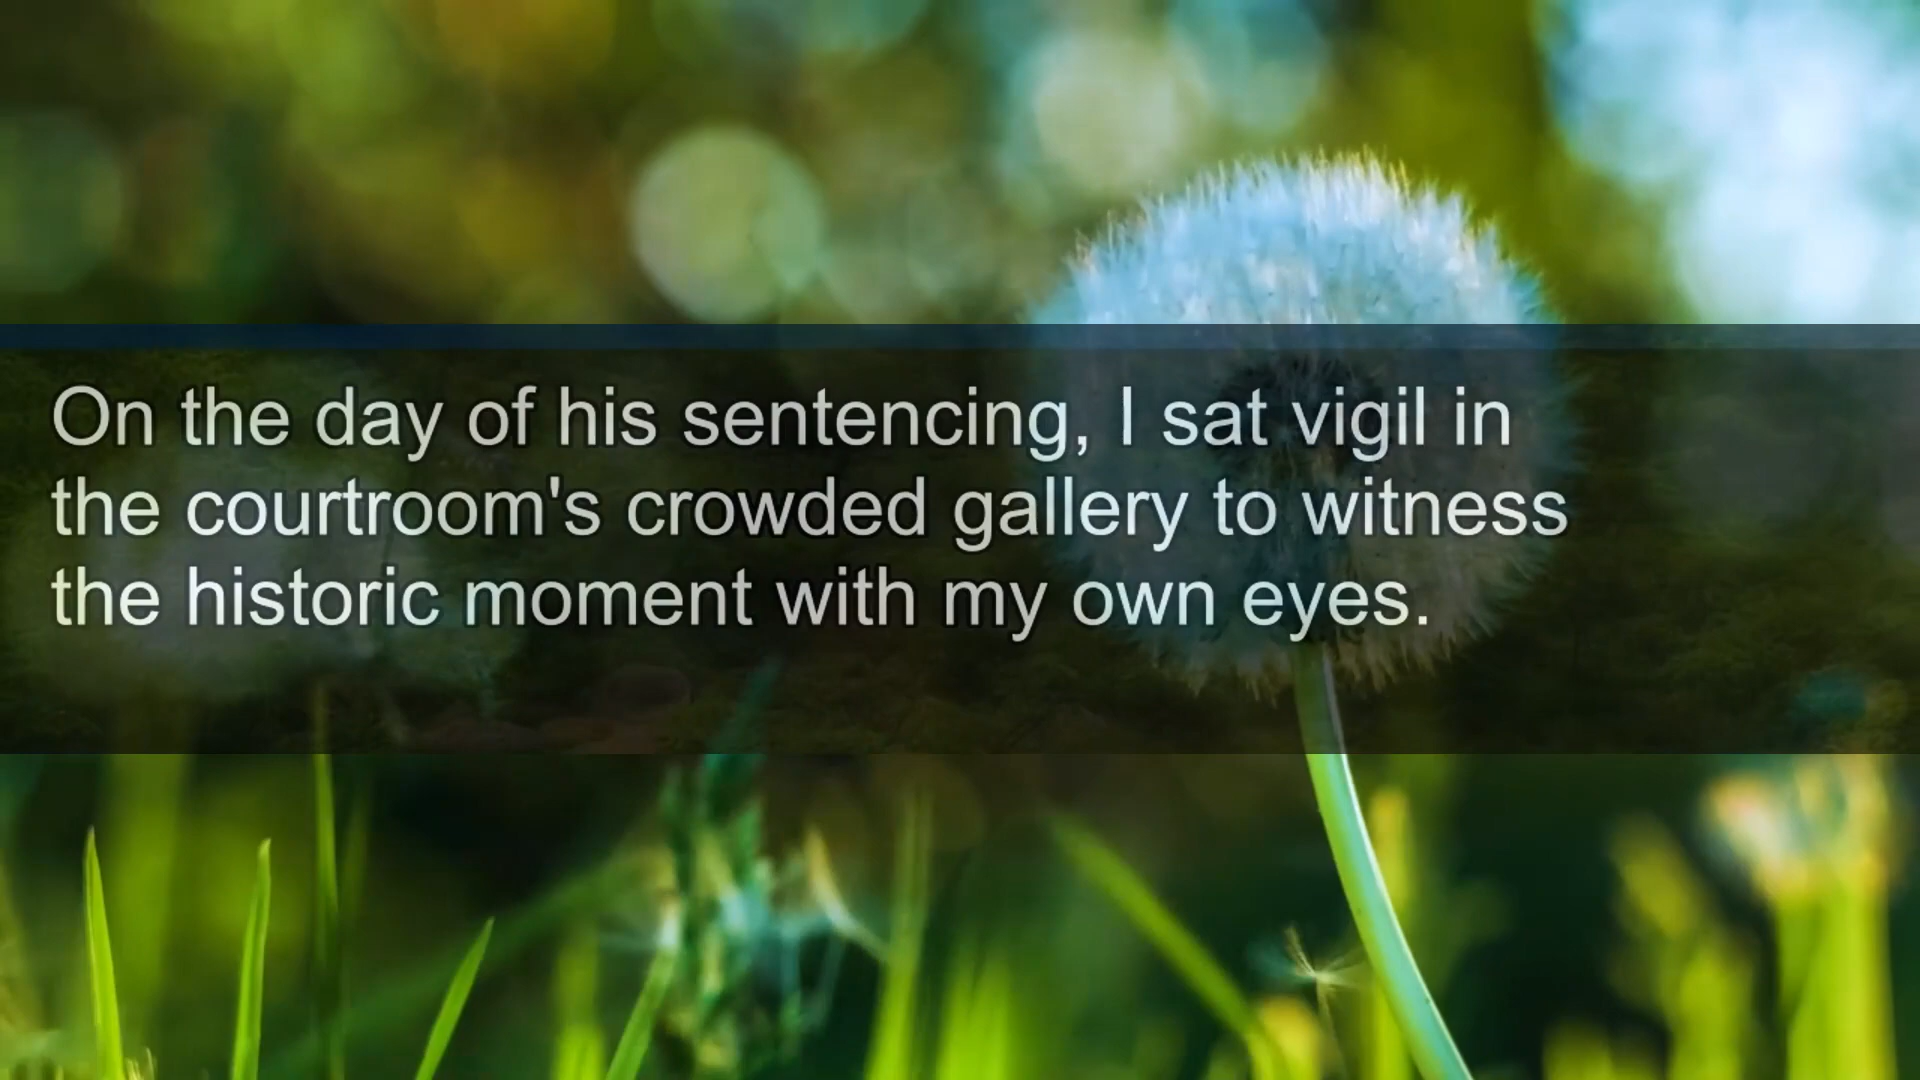 On the day of his sentencing, I sat vigil in
the courtroom's crowded gallery to witness
the historic moment with my own eyes.